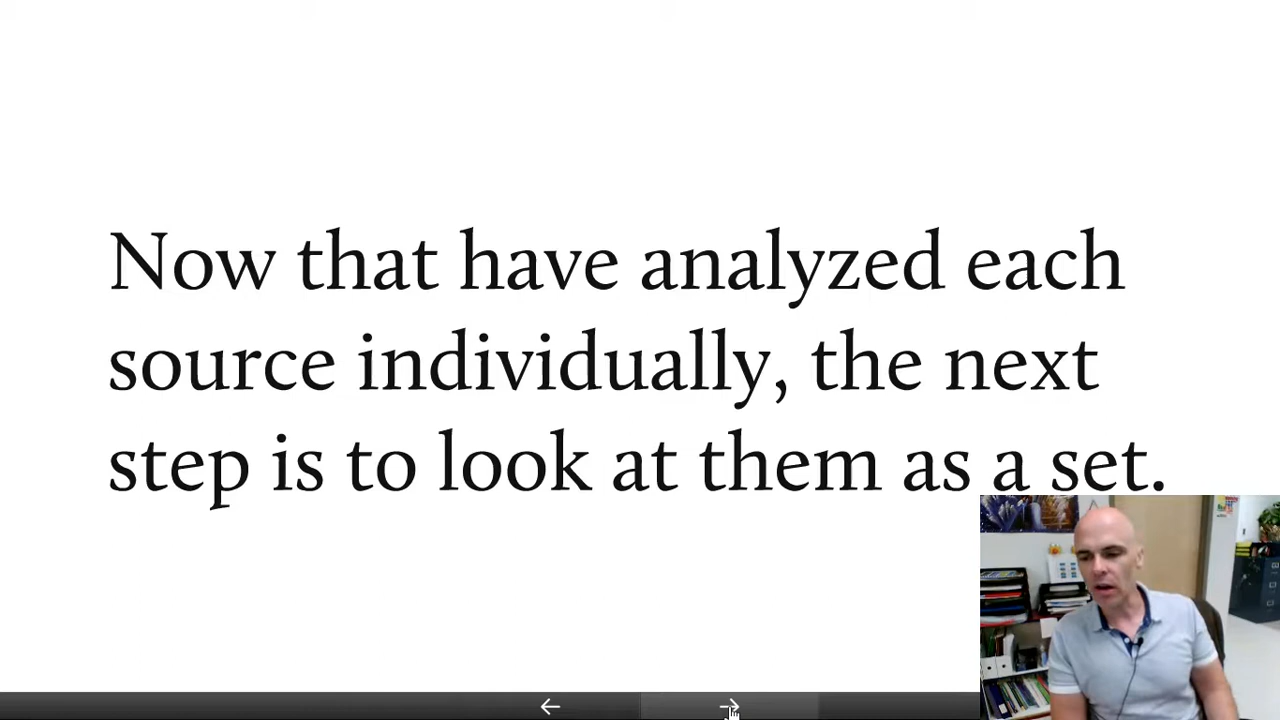 Now that have analyzed each
source individually, the next
step is to look at them as a set.